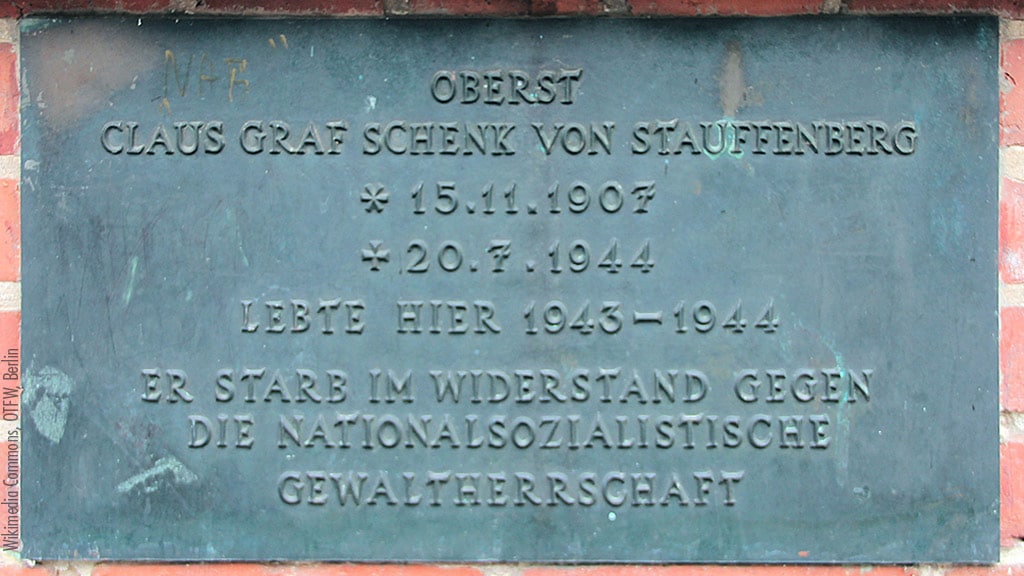 OBERST
CLAUS GRAF SCHENK VON STAUFFENBERG
* 15.11.1907
✠ 20.7.1944
LEBTE HIER 1943–1944
ER STARB IM WIDERSTAND GEGEN
DIE NATIONALSOZIALISTISCHE
GEWALTHERRSCHAFT
Wikimedia Commons, OTFW, Berlin